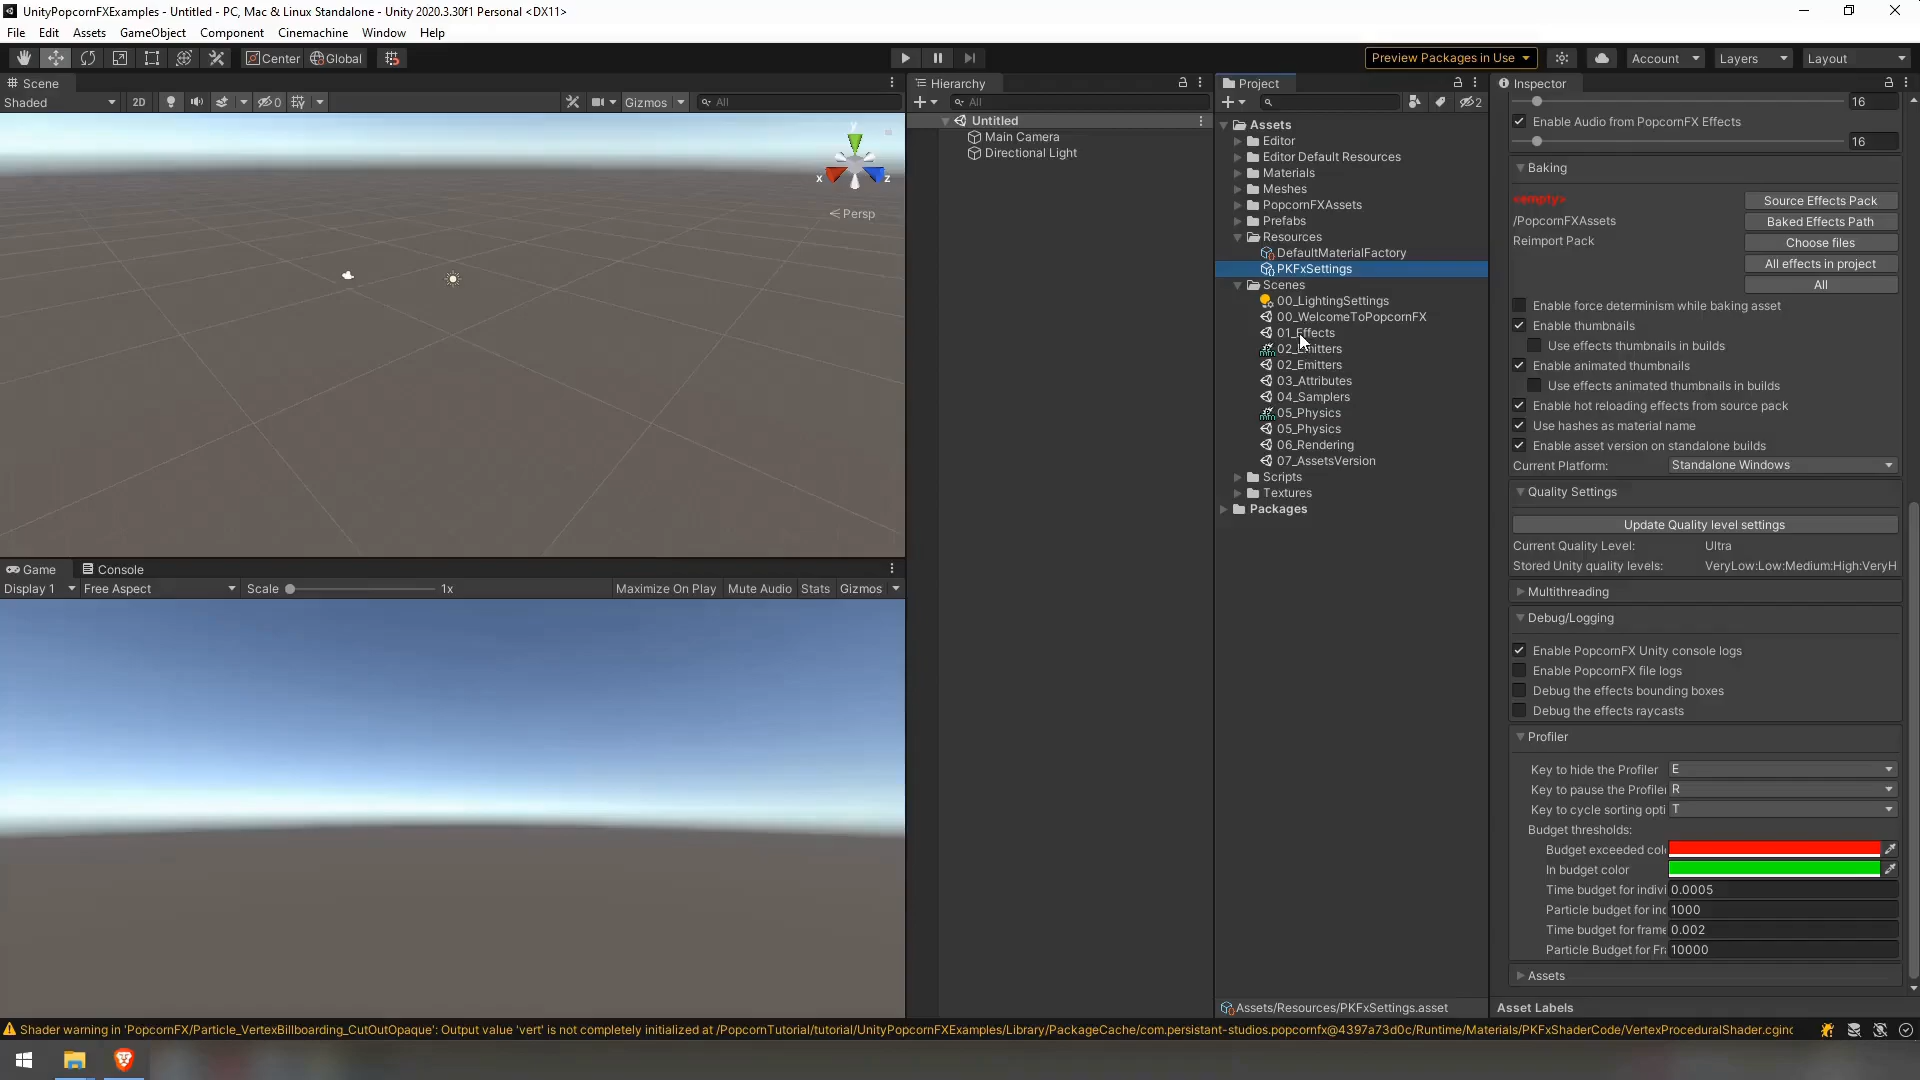 UnityPopcornFXExamples - Untitled - PC, Mac & Linux Standalone - Unity 2020.3.30f1 Personal <DX11>
File Edit Assets GameObject Component Cinemachine Window Help
Center Global Preview Packages in Use Account Layers Layout
Scene
Shaded 2D 0 Gizmos All
y
x z
Persp
Game Console
Display 1 Free Aspect Scale 1x Maximize On Play Mute Audio Stats Gizmos
Hierarchy
All
Untitled
Main Camera
Directional Light
Project
2
Assets
Editor
Editor Default Resources
Materials
Meshes
PopcornFXAssets
Prefabs
Resources
DefaultMaterialFactory
PKFxSettings
Scenes
00_LightingSettings
00_WelcomeToPopcornFX
01_Effects
02_Emitters
02_Emitters
03_Attributes
04_Samplers
05_Physics
05_Physics
06_Rendering
07_AssetsVersion
Scripts
Textures
Packages
Assets/Resources/PKFxSettings.asset
Inspector
16
Enable Audio from PopcornFX Effects
16
Baking
<empty> Source Effects Pack
/PopcornFXAssets Baked Effects Path
Reimport Pack Choose files
All effects in project
All
Enable force determinism while baking asset
Enable thumbnails
Use effects thumbnails in builds
Enable animated thumbnails
Use effects animated thumbnails in builds
Enable hot reloading effects from source pack
Use hashes as material name
Enable asset version on standalone builds
Current Platform: Standalone Windows
Quality Settings
Update Quality level settings
Current Quality Level: Ultra
Stored Unity quality levels: VeryLow:Low:Medium:High:VeryH
Multithreading
Debug/Logging
Enable PopcornFX Unity console logs
Enable PopcornFX file logs
Debug the effects bounding boxes
Debug the effects raycasts
Profiler
Key to hide the Profiler E
Key to pause the Profiler R
Key to cycle sorting opti T
Budget thresholds:
Budget exceeded col
In budget color
Time budget for indivi 0.0005
Particle budget for inc 1000
Time budget for frame 0.002
Particle Budget for Fr 10000
Assets
Asset Labels
Shader warning in 'PopcornFX/Particle_VertexBillboarding_CutOutOpaque': Output value 'vert' is not completely initialized at /PopcornTutorial/tutorial/UnityPopcornFXExamples/Library/PackageCache/com.persistant-studios.popcornfx@4397a73d0c/Runtime/Materials/PKFxShaderCode/VertexProceduralShader.cginc